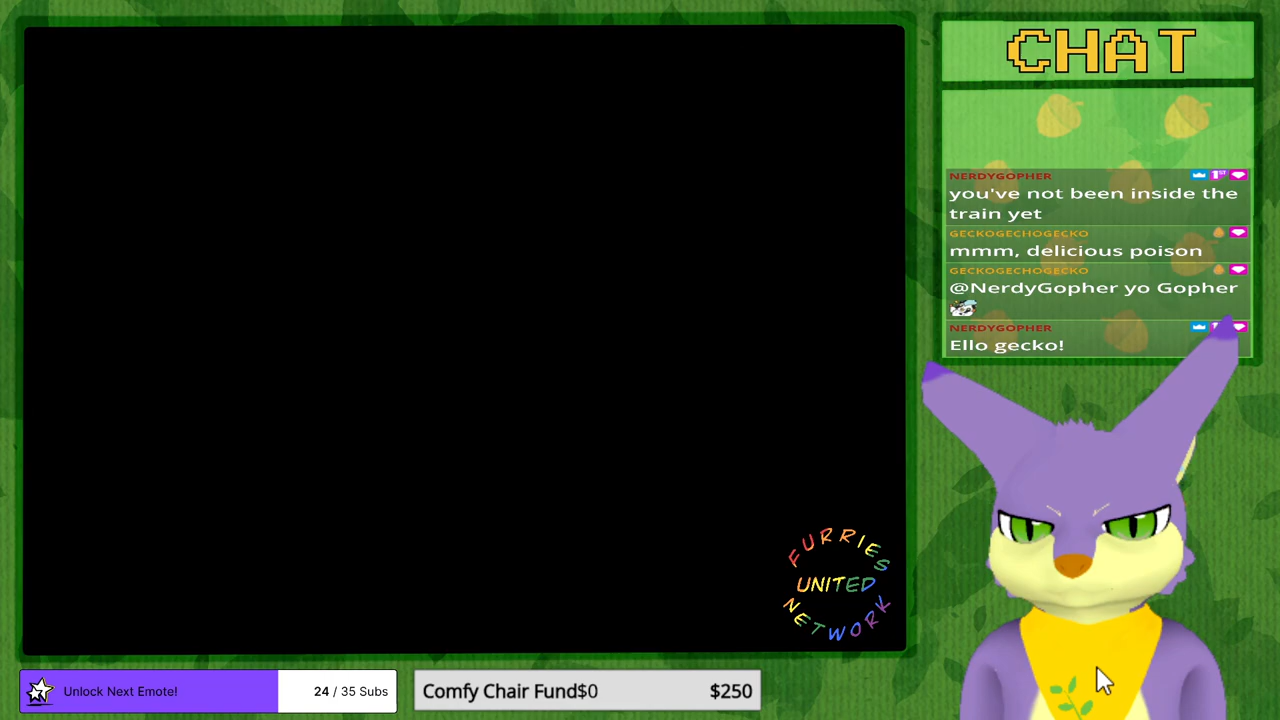 CHAT
NERDYGOPHER
you've not been inside the
train yet
GECKOGECHOGECKO
mmm, delicious poison
GECKOGECHOGECKO
@NerdyGopher yo Gopher
NERDYGOPHER
Ello gecko!
FURRIES
UNITED
NETWORK
Unlock Next Emote!
24 / 35 Subs
Comfy Chair Fund$0
$250